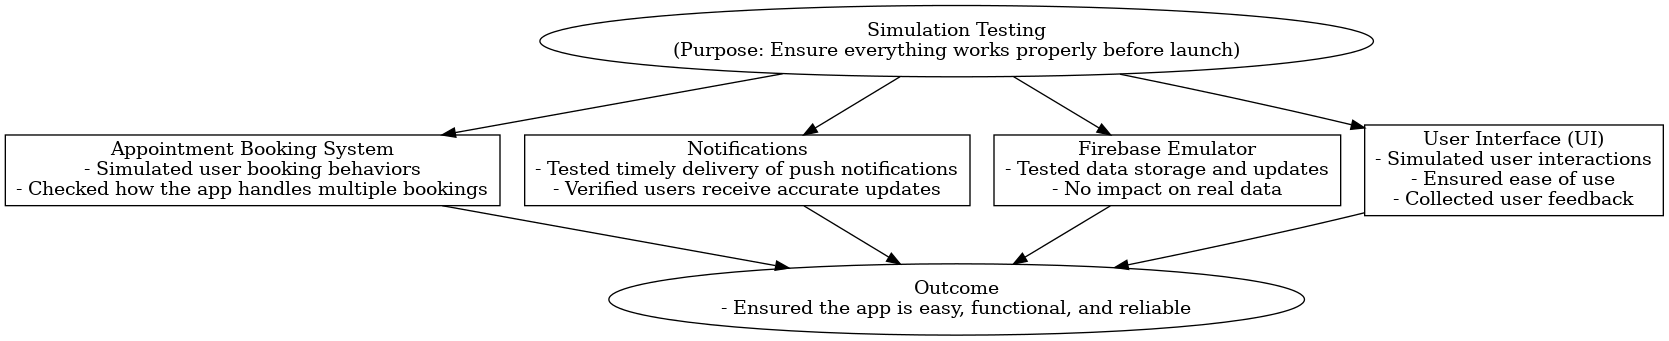 Simulation Testing
(Purpose: Ensure everything works properly before launch)
Appointment Booking System
- Simulated user booking behaviors
- Checked how the app handles multiple bookings
Notifications
- Tested timely delivery of push notifications
- Verified users receive accurate updates
Firebase Emulator
- Tested data storage and updates
- No impact on real data
User Interface (UI)
- Simulated user interactions
- Ensured ease of use
- Collected user feedback
Outcome
- Ensured the app is easy, functional, and reliable